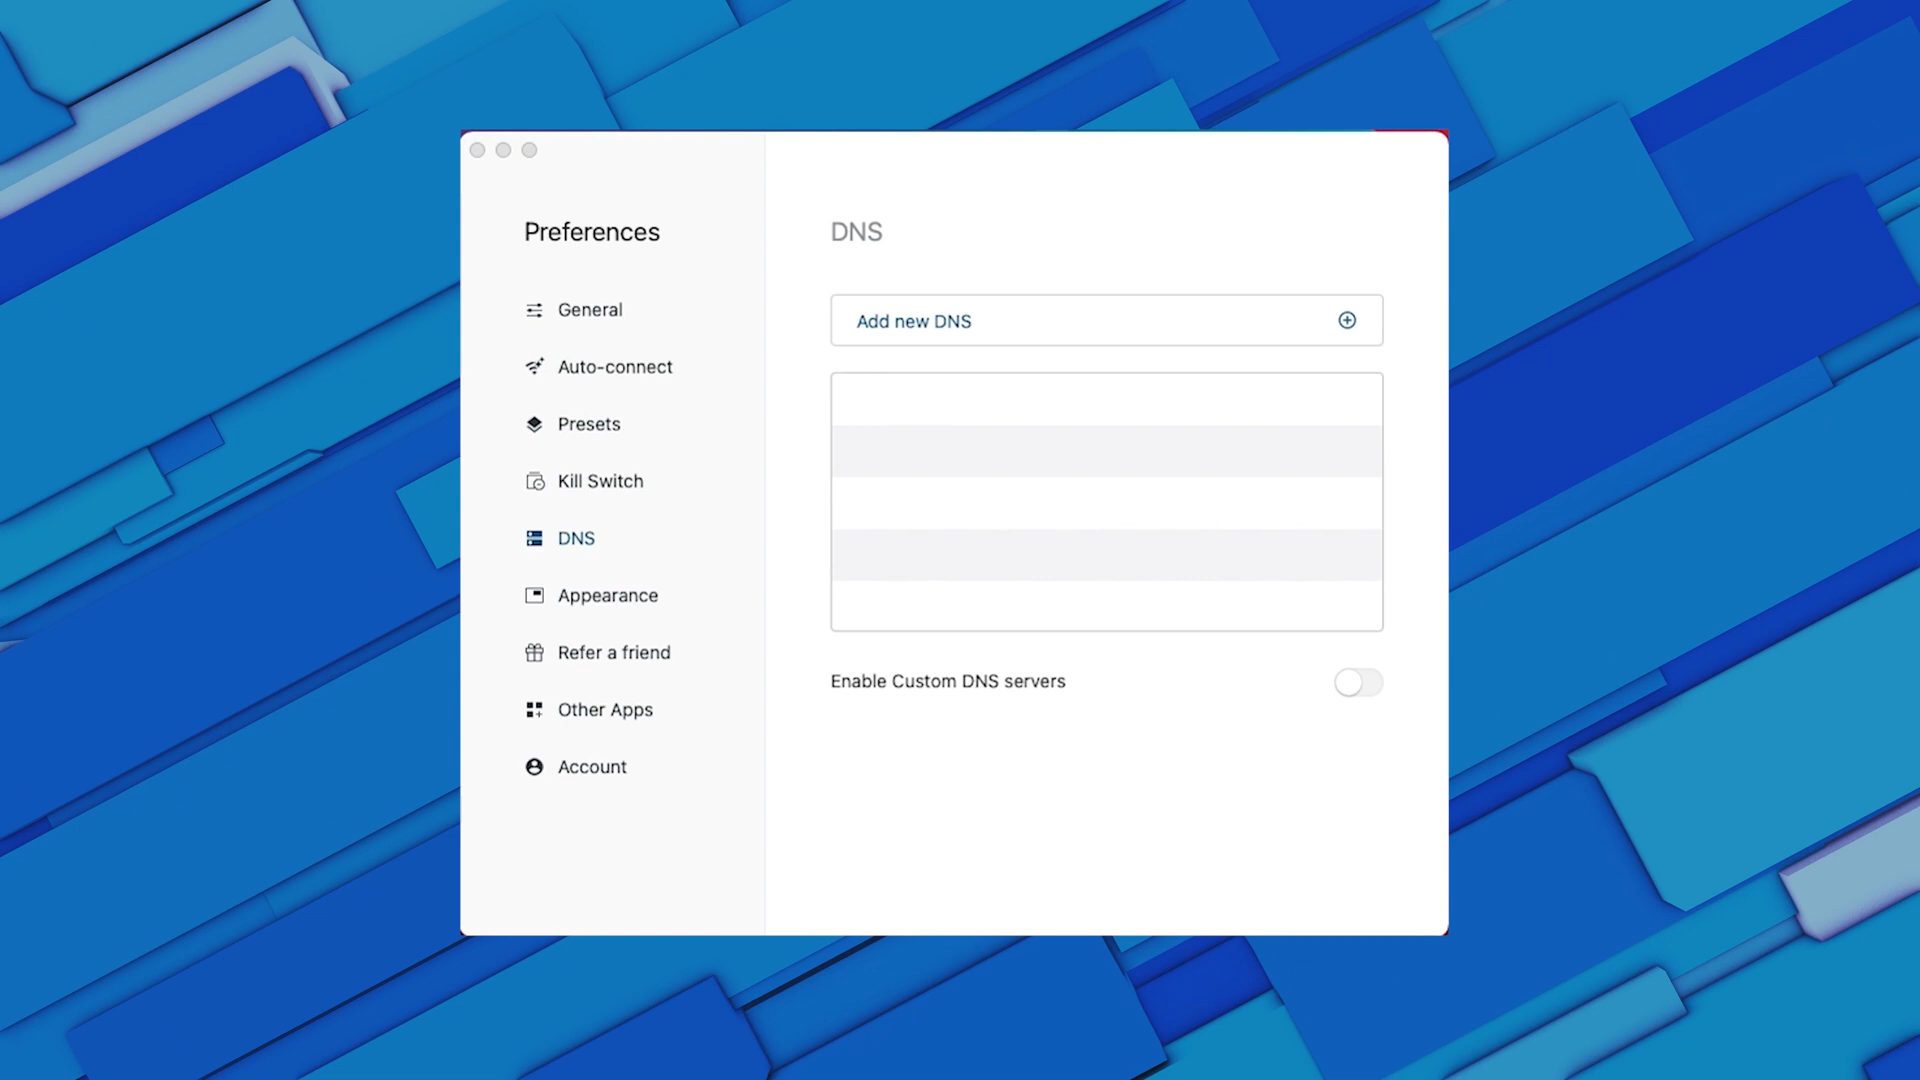 Preferences
General
Auto-connect
Presets
Kill Switch
DNS
Appearance
Refer a friend
Other Apps
Account
DNS
Add new DNS
Enable Custom DNS servers